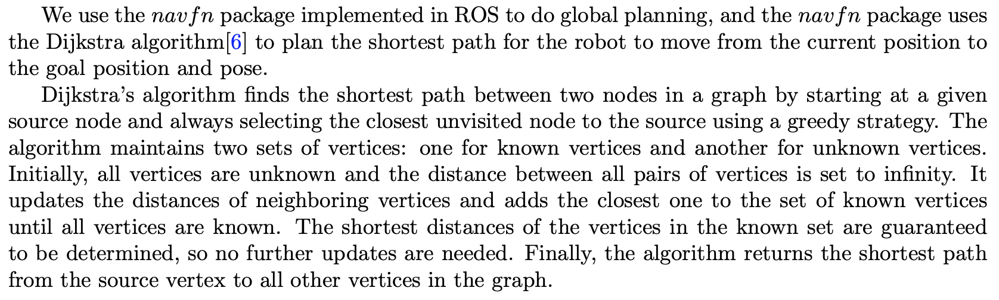 We use the navfn package implemented in ROS to do global planning, and the navfn package uses
the Dijkstra algorithm[6] to plan the shortest path for the robot to move from the current position to
the goal position and pose.
Dijkstra's algorithm finds the shortest path between two nodes in a graph by starting at a given
source node and always selecting the closest unvisited node to the source using a greedy strategy. The
algorithm maintains two sets of vertices: one for known vertices and another for unknown vertices.
Initially, all vertices are unknown and the distance between all pairs of vertices is set to infinity. It
updates the distances of neighboring vertices and adds the closest one to the set of known vertices
until all vertices are known. The shortest distances of the vertices in the known set are guaranteed
to be determined, so no further updates are needed. Finally, the algorithm returns the shortest path
from the source vertex to all other vertices in the graph.